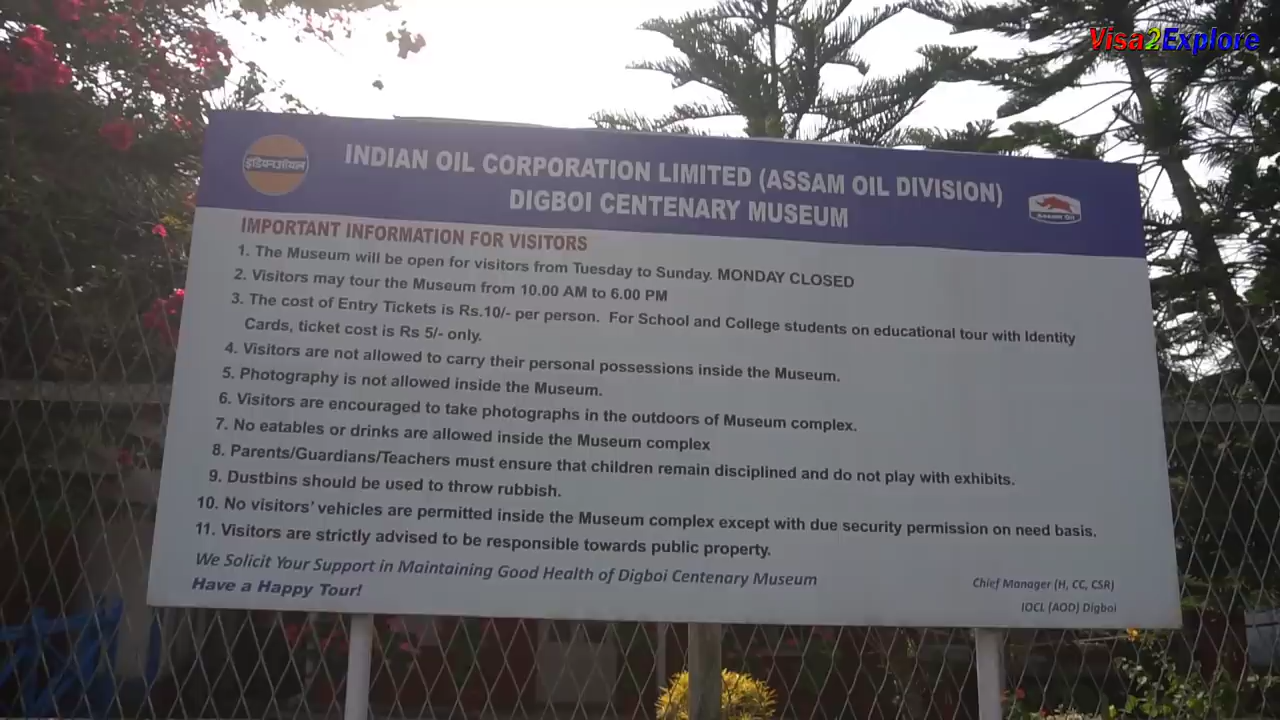 Visa2Explore
इंडियनऑयल
INDIAN OIL CORPORATION LIMITED (ASSAM OIL DIVISION)
DIGBOI CENTENARY MUSEUM
ASSAM OIL
IMPORTANT INFORMATION FOR VISITORS
1. The Museum will be open for visitors from Tuesday to Sunday. MONDAY CLOSED
2. Visitors may tour the Museum from 10.00 AM to 6.00 PM
3. The cost of Entry Tickets is Rs.10/- per person. For School and College students on educational tour with Identity
Cards, ticket cost is Rs 5/- only.
4. Visitors are not allowed to carry their personal possessions inside the Museum.
5. Photography is not allowed inside the Museum.
6. Visitors are encouraged to take photographs in the outdoors of Museum complex.
7. No eatables or drinks are allowed inside the Museum complex
8. Parents/Guardians/Teachers must ensure that children remain disciplined and do not play with exhibits.
9. Dustbins should be used to throw rubbish.
10. No visitors' vehicles are permitted inside the Museum complex except with due security permission on need basis.
11. Visitors are strictly advised to be responsible towards public property.
We Solicit Your Support in Maintaining Good Health of Digboi Centenary Museum
Have a Happy Tour!
Chief Manager (H, CC, CSR)
IOCL (AOD) Digboi